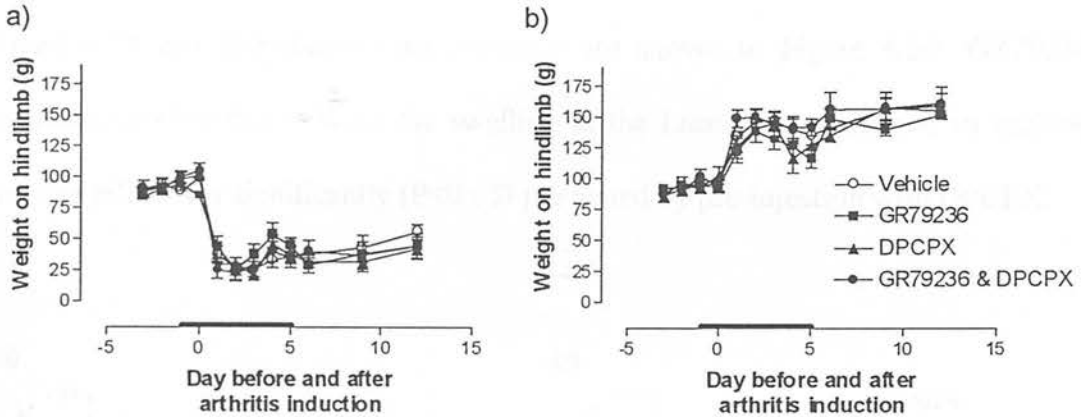 a)
Weight on hindlimb (g)
175
150
125
100
75
50
25
0
-5
0
5
10
15
Day before and after
arthritis induction
b)
Weight on hindlimb (g)
175
150
125
100
75
50
25
0
-5
0
5
10
15
Day before and after
arthritis induction
Vehicle
GR79236
DPCPX
GR79236 & DPCPX